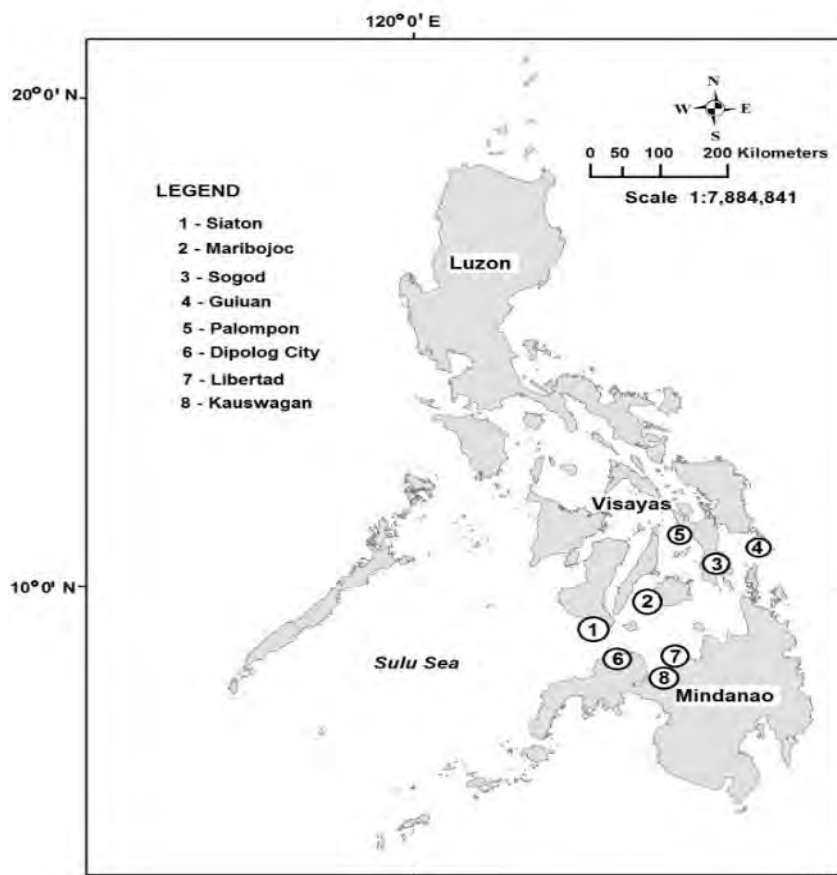 120°0' E
20°0' N
N
W E
S
0 50 100 200 Kilometers
Scale 1:7,884,841
LEGEND
1 - Siaton
2 - Maribojoc
3 - Sogod
4 - Guiuan
5 - Palompon
6 - Dipolog City
7 - Libertad
8 - Kauswagan
Luzon
Visayas
5
4
3
10°0' N
2
1
Sulu Sea
6
7
8
Mindanao